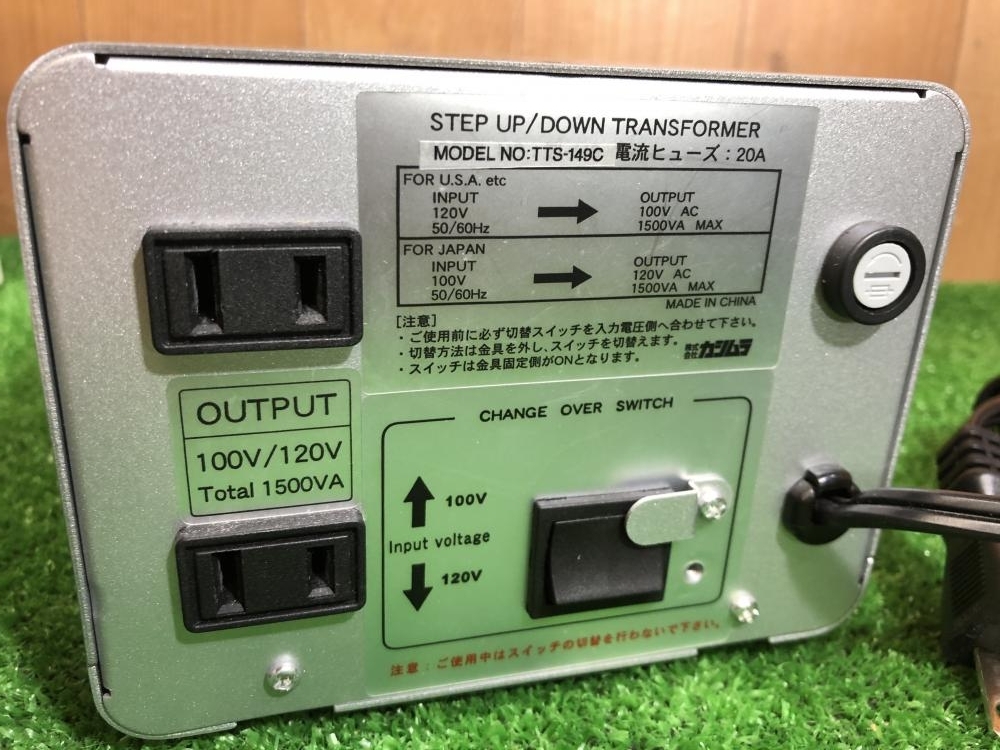 STEP UP/DOWN TRANSFORMER
MODEL NO:TTS-149C 電流ヒューズ：20A
FOR U.S.A. etc
INPUT
120V
50/60Hz
OUTPUT
100V AC
1500VA MAX
FOR JAPAN
INPUT
100V
50/60Hz
OUTPUT
120V AC
1500VA MAX
MADE IN CHINA
[注意]
・ご使用前に必ず切替スイッチを入力電圧側へ合わせて下さい。
・切替方法は金具を外し、スイッチを切替えます。
・スイッチは金具固定側がONとなります。
株式会社カシムラ
OUTPUT
100V/120V
Total 1500VA
CHANGE OVER SWITCH
100V
Input voltage
120V
注意：ご使用中はスイッチの切替を行わないで下さい。